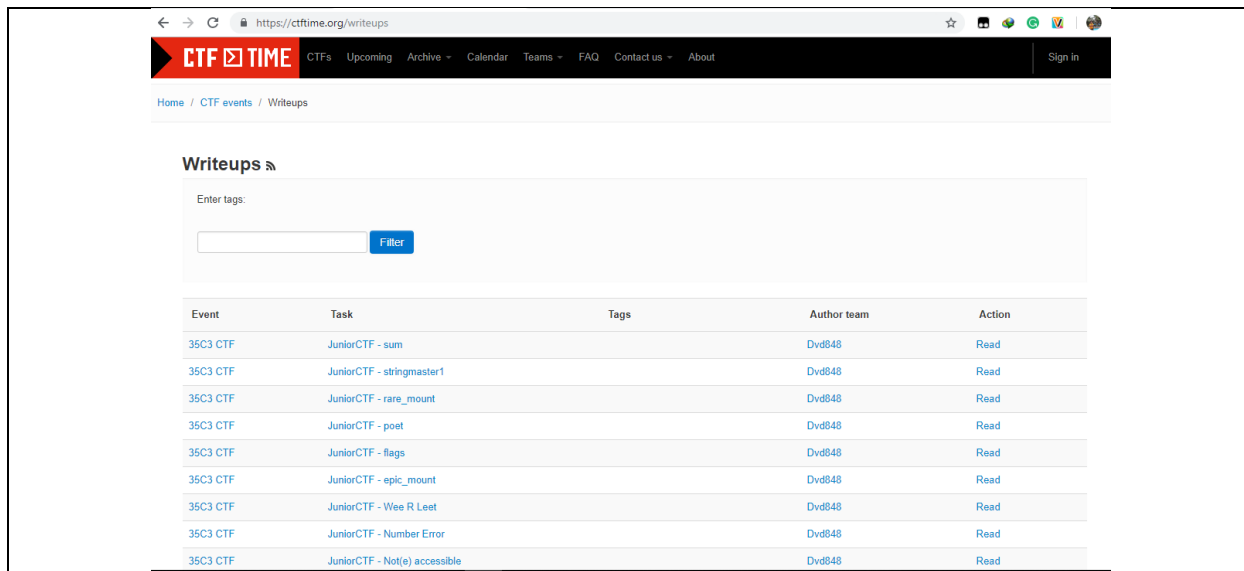 https://ctftime.org/writeups
CTF TIME CTFs Upcoming Archive Calendar Teams FAQ Contact us About Sign in
Home / CTF events / Writeups
Writeups
Enter tags:
Filter
Event Task Tags Author team Action
35C3 CTF JuniorCTF - sum Dvd848 Read
35C3 CTF JuniorCTF - stringmaster1 Dvd848 Read
35C3 CTF JuniorCTF - rare_mount Dvd848 Read
35C3 CTF JuniorCTF - poet Dvd848 Read
35C3 CTF JuniorCTF - flags Dvd848 Read
35C3 CTF JuniorCTF - epic_mount Dvd848 Read
35C3 CTF JuniorCTF - Wee R Leet Dvd848 Read
35C3 CTF JuniorCTF - Number Error Dvd848 Read
35C3 CTF JuniorCTF - Not(e) accessible Dvd848 Read